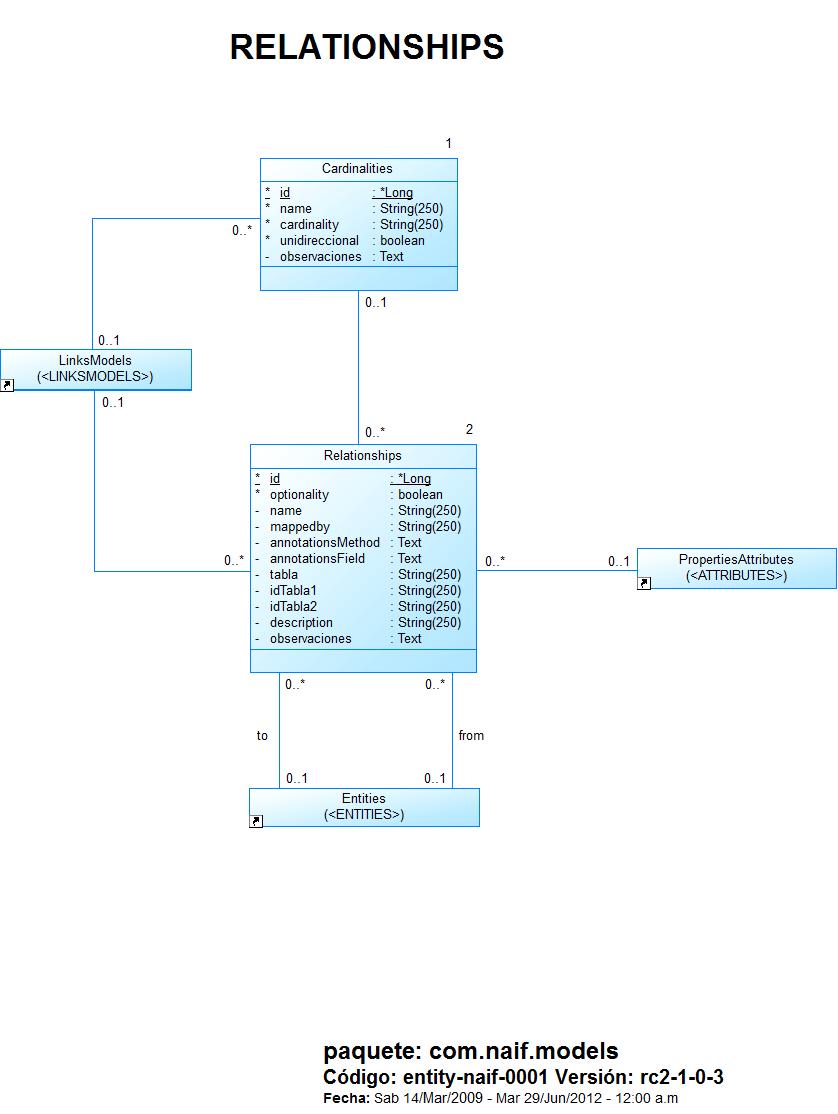 RELATIONSHIPS
1
Cardinalities
* id : *Long
* name : String(250)
* cardinality : String(250)
* unidireccional : boolean
- observaciones : Text
0..*
0..1
0..1
LinksModels
(<LINKSMODELS>)
0..1
0..*
2
Relationships
* id : *Long
* optionality : boolean
- name : String(250)
- mappedby : String(250)
- annotationsMethod : Text
- annotationsField : Text
- tabla : String(250)
- idTabla1 : String(250)
- idTabla2 : String(250)
- description : String(250)
- observaciones : Text
0..*
0..*
0..1
PropertiesAttributes
(<ATTRIBUTES>)
0..*
0..*
to
from
0..1
0..1
Entities
(<ENTITIES>)
paquete: com.naif.models
Código: entity-naif-0001 Versión: rc2-1-0-3
Fecha: Sab 14/Mar/2009 - Mar 29/Jun/2012 - 12:00 a.m